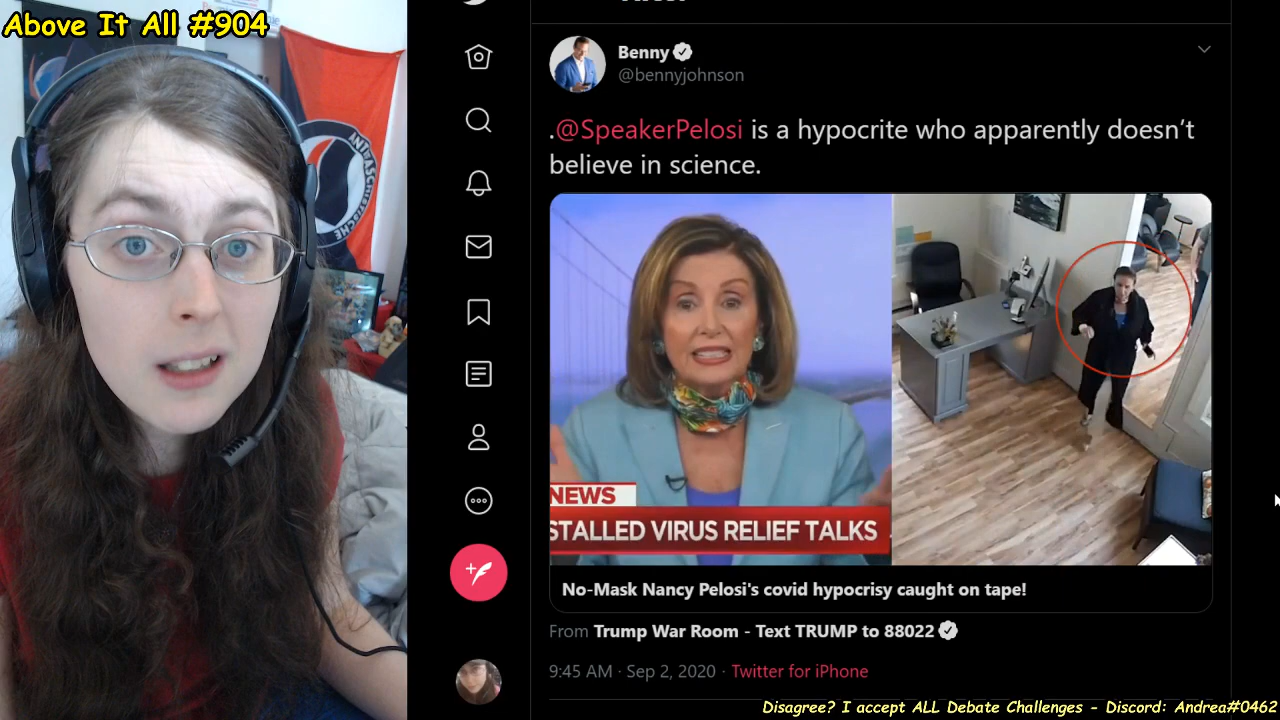 Above It All #904
ANTIFASCHISTISCHE
Benny
@bennyjohnson
.@SpeakerPelosi is a hypocrite who apparently doesn’t
believe in science.
NEWS
STALLED VIRUS RELIEF TALKS
No-Mask Nancy Pelosi's covid hypocrisy caught on tape!
From Trump War Room - Text TRUMP to 88022
9:45 AM · Sep 2, 2020 · Twitter for iPhone
Disagree? I accept ALL Debate Challenges - Discord: Andrea#0462